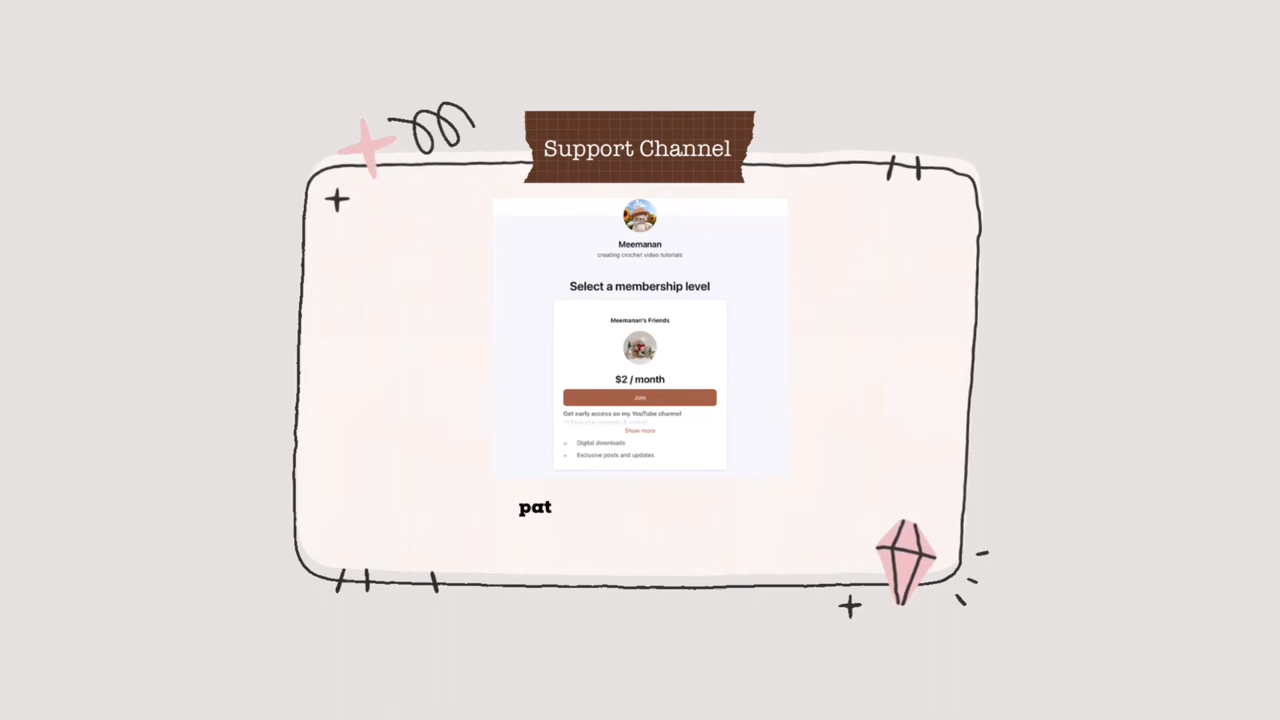 Support Channel
Meemanan
creating crochet video tutorials
Select a membership level
Meemanan's Friends
$2 / month
Join
Get early access on my YouTube channel
Show more
Digital downloads
Exclusive posts and updates
pat